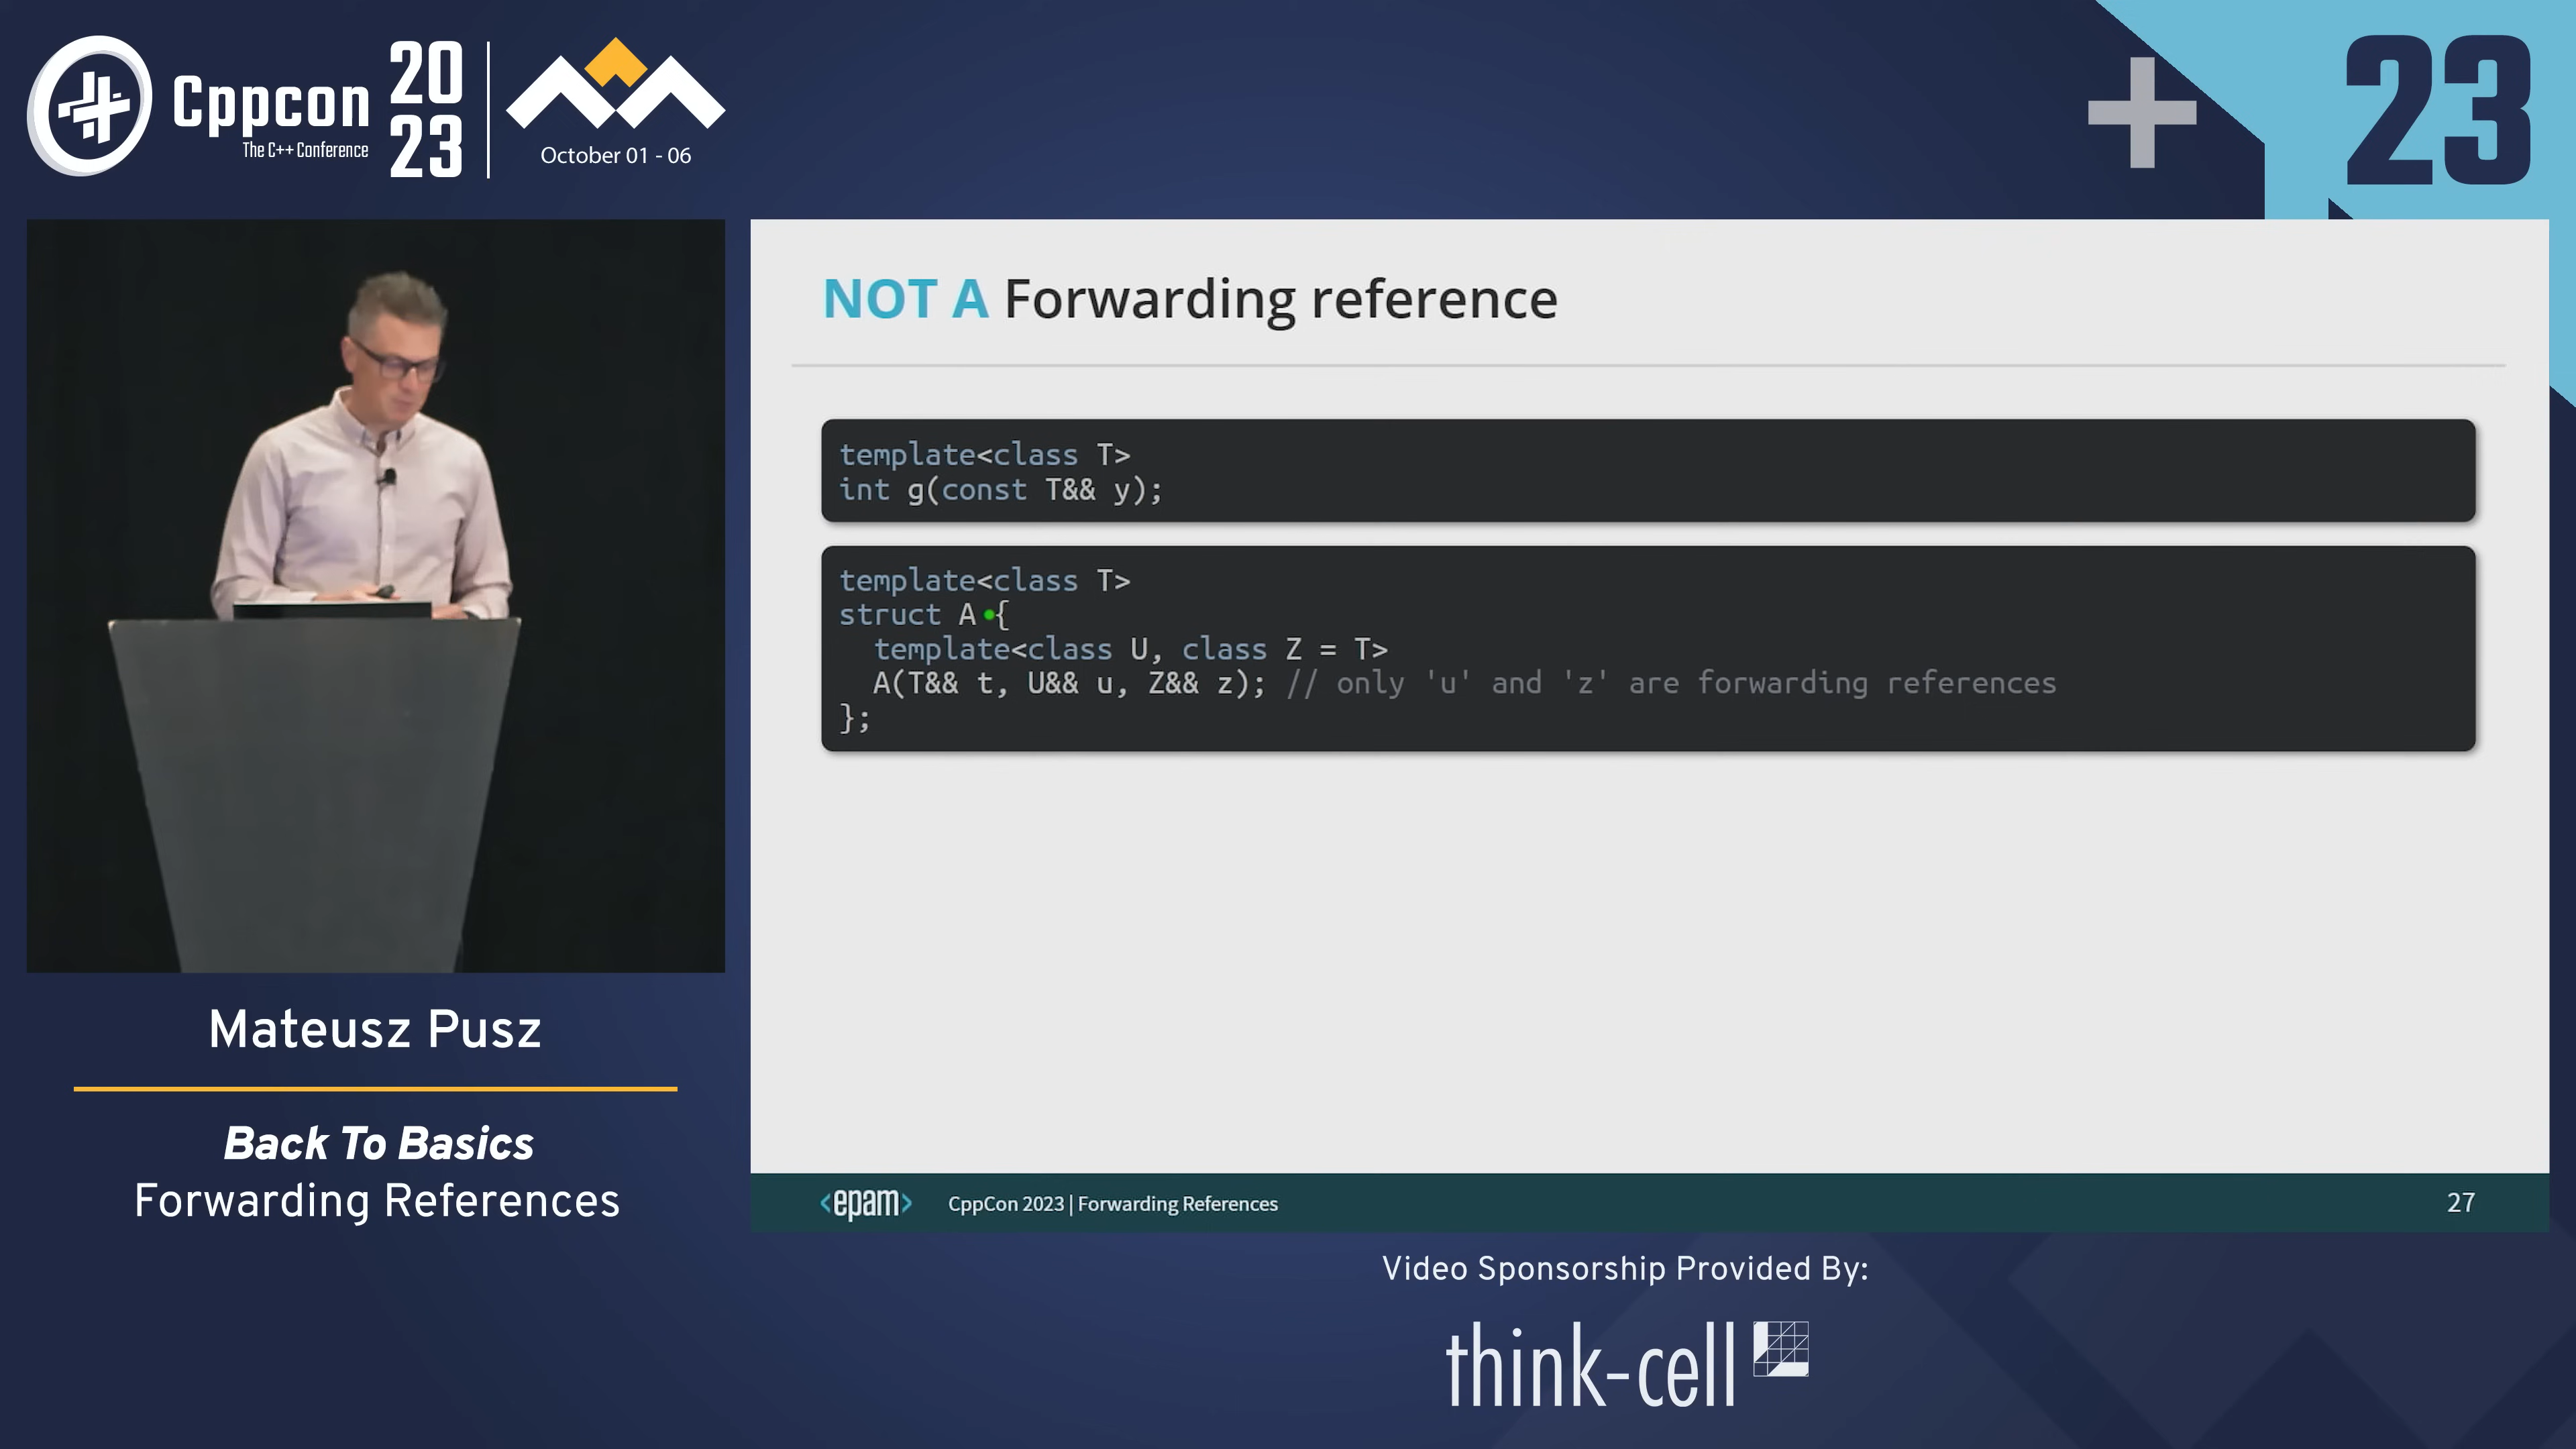 Cppcon
The C++ Conference
20
23
October 01 - 06
23
NOT A Forwarding reference
template<class T>
int g(const T&& y);
template<class T>
struct A {
  template<class U, class Z = T>
  A(T&& t, U&& u, Z&& z); // only 'u' and 'z' are forwarding references
};
Mateusz Pusz
Back To Basics
Forwarding References
<epam>
CppCon 2023 | Forwarding References
27
Video Sponsorship Provided By:
think-cell